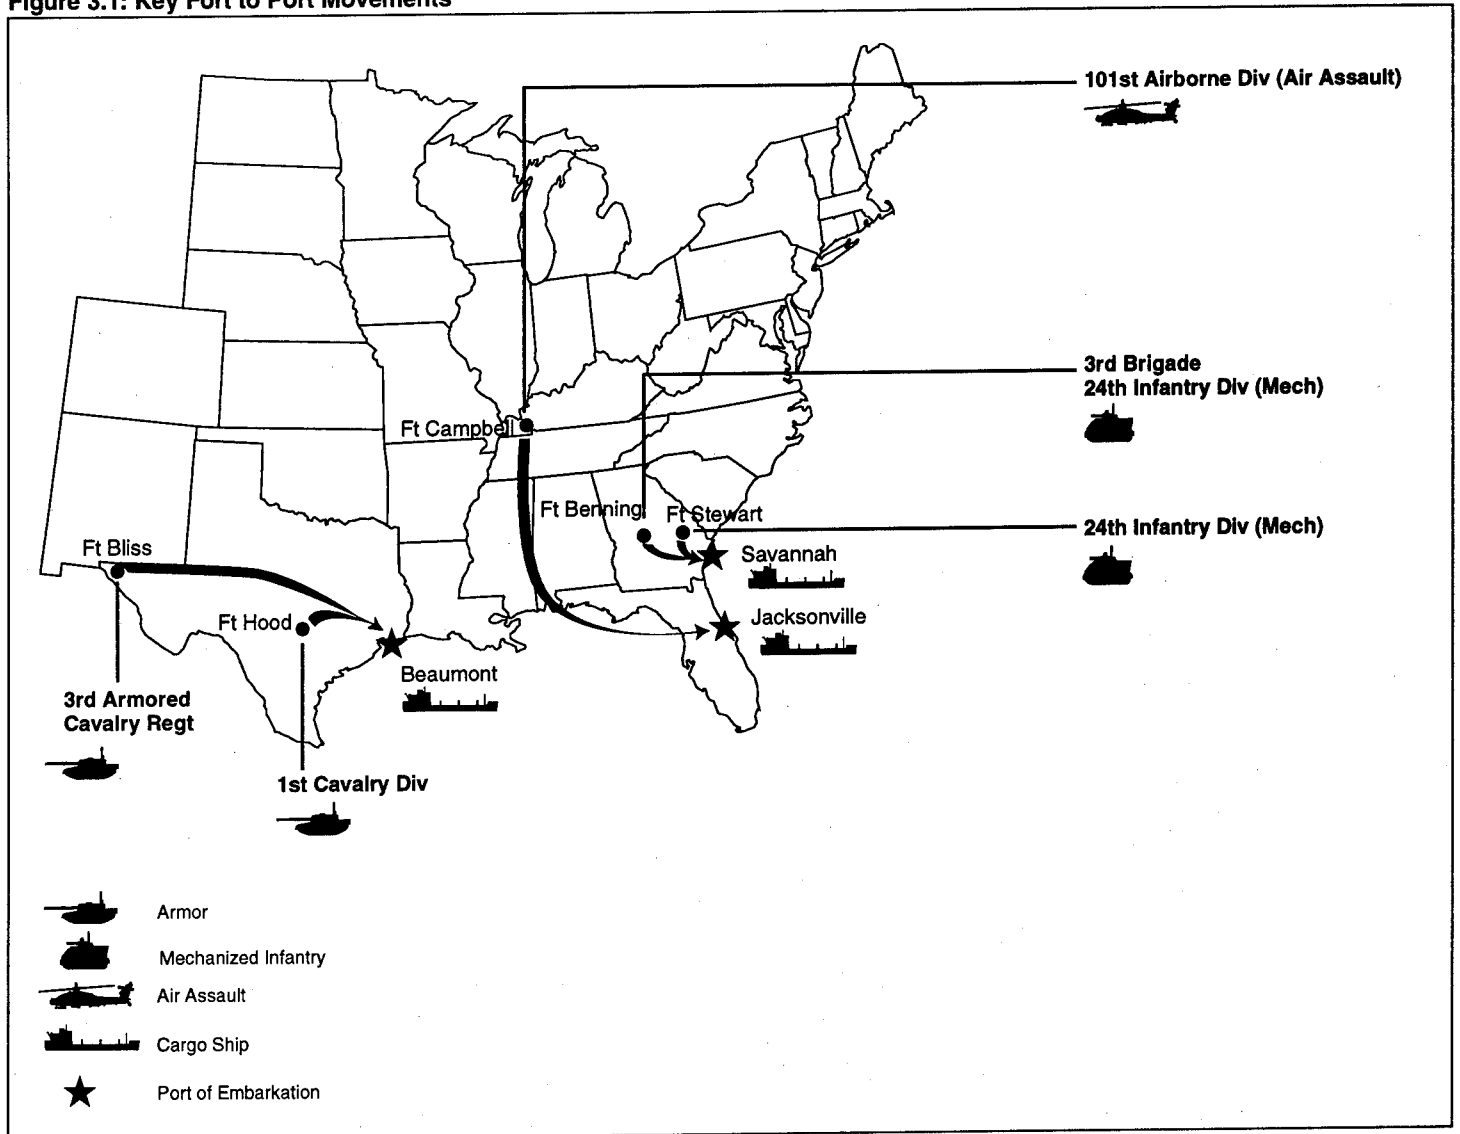 Figure 3.1: Key Fort to Port Movements
101st Airborne Div (Air Assault)
3rd Brigade
24th Infantry Div (Mech)
Ft Campbell
Ft Benning
Ft Stewart
24th Infantry Div (Mech)
Ft Bliss
Savannah
Ft Hood
Jacksonville
Beaumont
3rd Armored
Cavalry Regt
1st Cavalry Div
Armor
Mechanized Infantry
Air Assault
Cargo Ship
Port of Embarkation